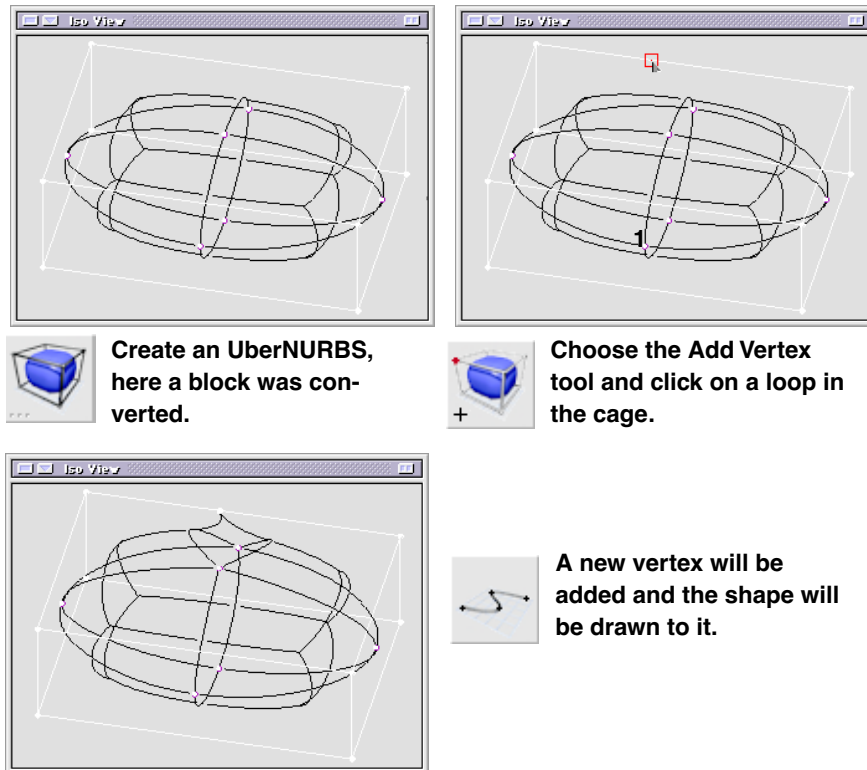 Iso View
Iso View
1
Create an UberNURBS,
here a block was con-
verted.
Choose the Add Vertex
tool and click on a loop in
the cage.
Iso View
A new vertex will be
added and the shape will
be drawn to it.